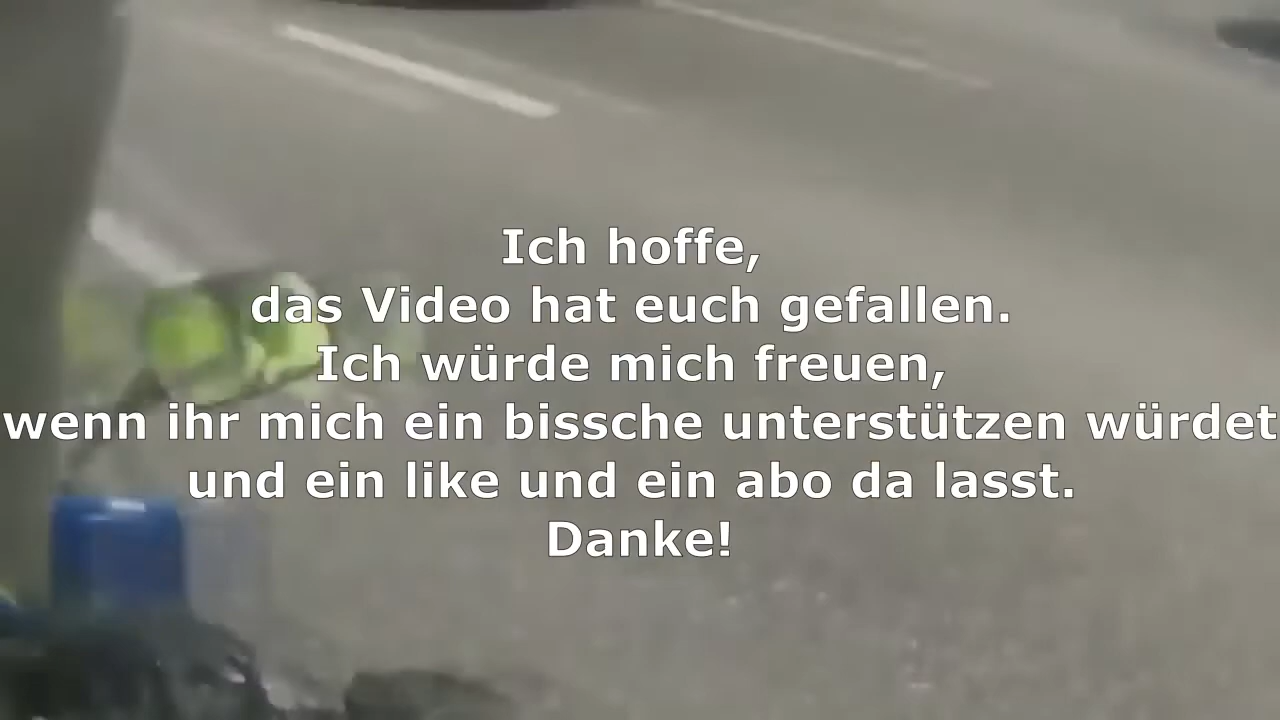 Ich hoffe,
das Video hat euch gefallen.
Ich würde mich freuen,
wenn ihr mich ein bissche unterstützen würdet
und ein like und ein abo da lasst.
Danke!